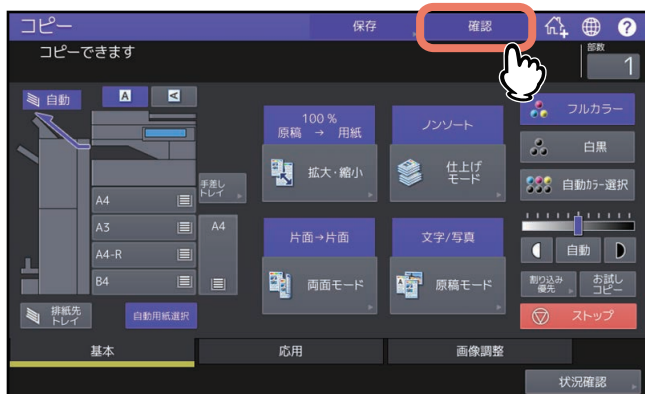 コピー
保存
確認
?
コピーできます
部数
1
自動
A
A
100 %
原稿 → 用紙
ノンソート
フルカラー
拡大・縮小
仕上げ
モード
白黒
自動カラー選択
手差し
トレイ
A4
A3
A4
A4-R
B4
片面→片面
文字/写真
両面モード
原稿モード
自動
割り込み
優先
お試し
コピー
排紙先
トレイ
自動用紙選択
ストップ
基本
応用
画像調整
状況確認